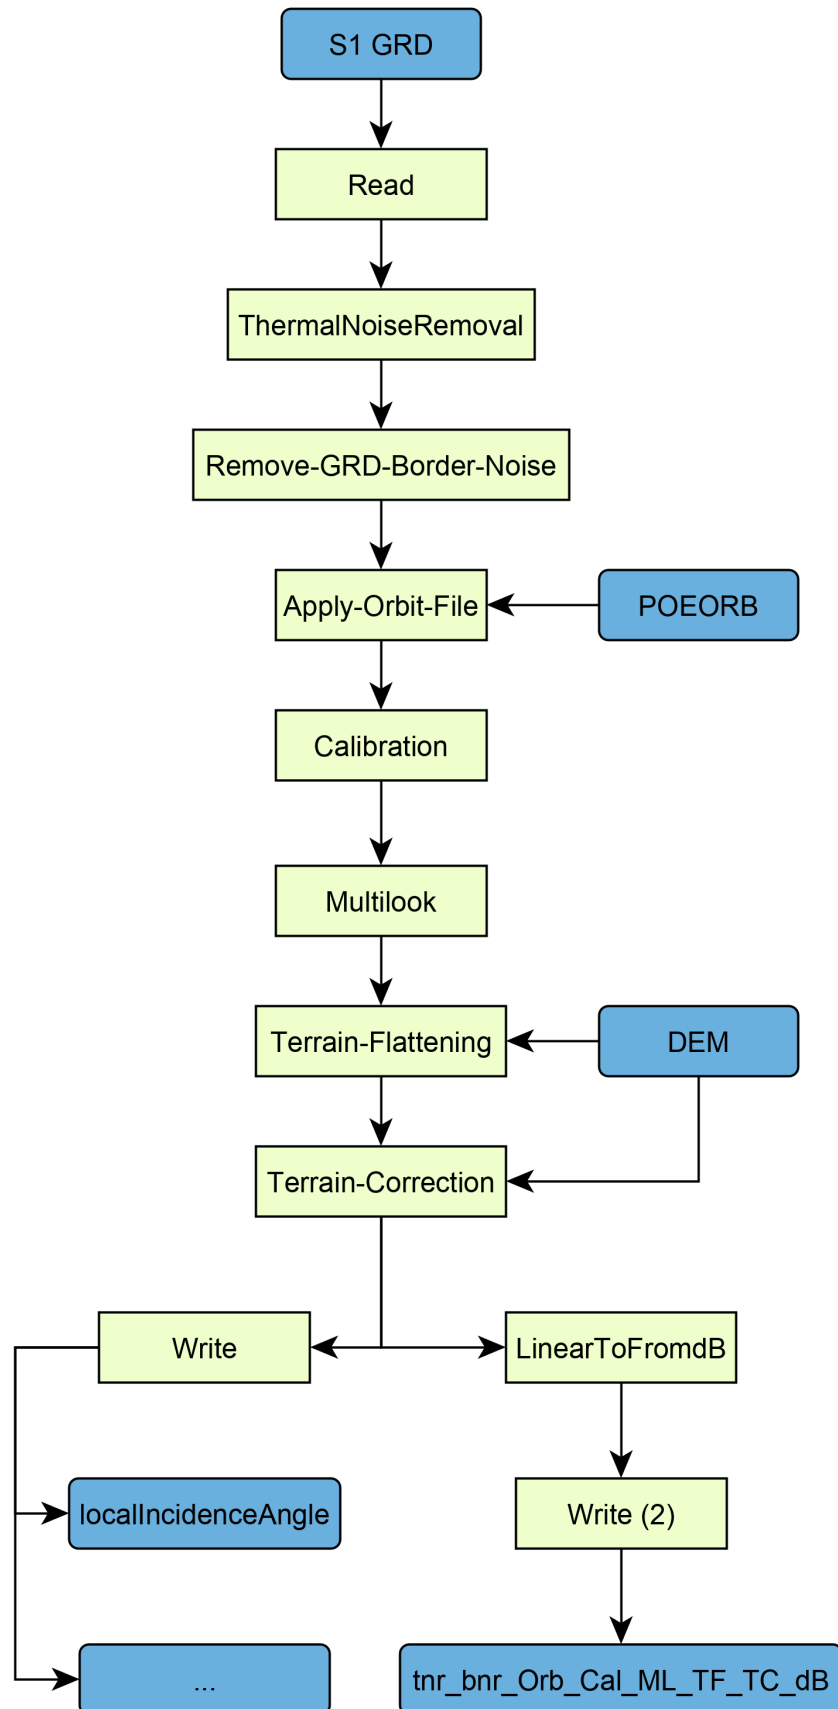 S1 GRD
Read
ThermalNoiseRemoval
Remove-GRD-Border-Noise
Apply-Orbit-File
POEORB
Calibration
Multilook
Terrain-Flattening
DEM
Terrain-Correction
Write
LinearToFromdB
localIncidenceAngle
Write (2)
...
tnr_bnr_Orb_Cal_ML_TF_TC_dB